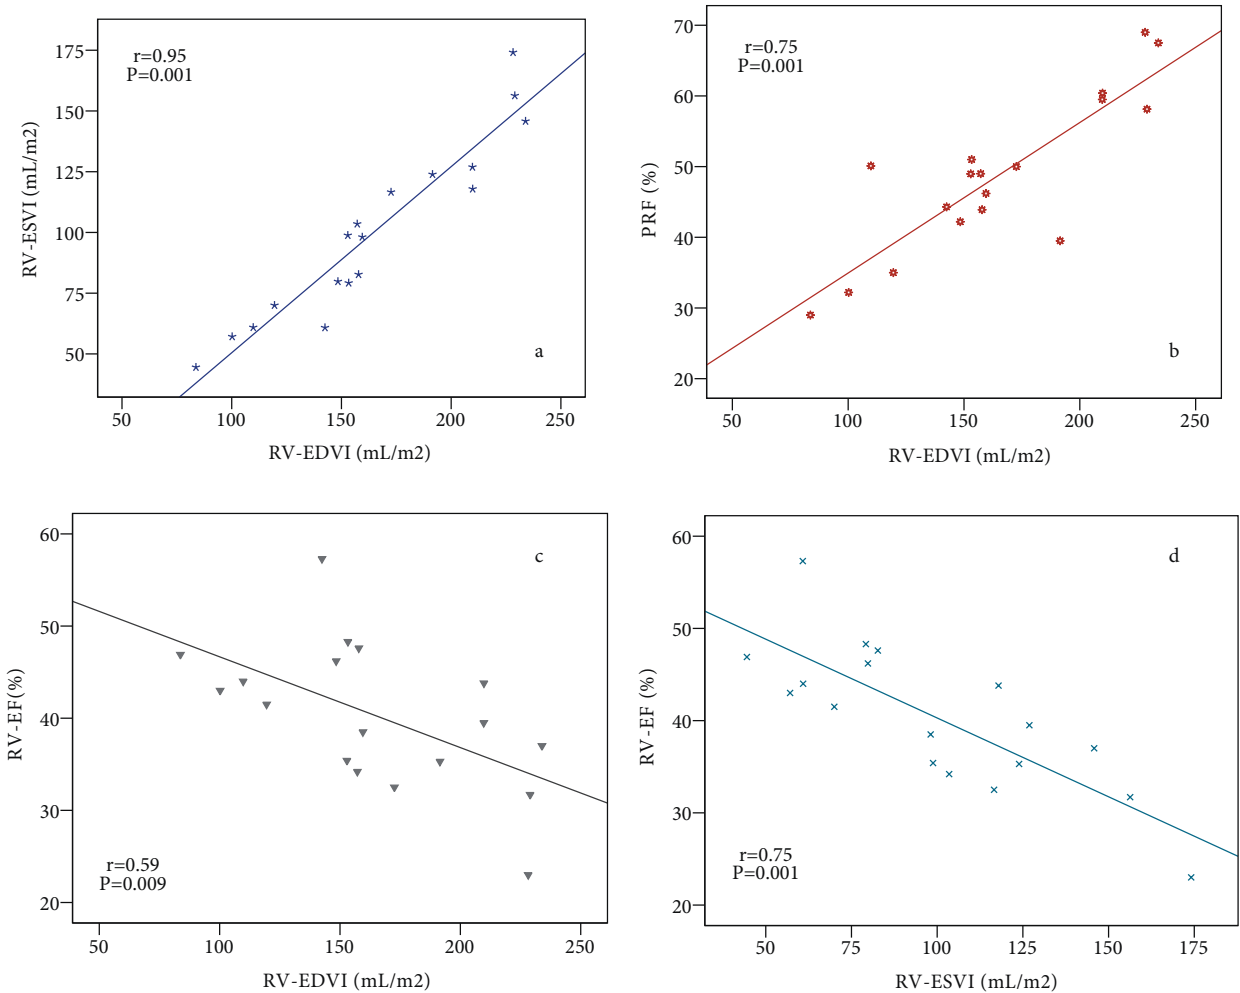 r=0.95
P=0.001
RV-ESVI (mL/m2)
175
150
125
100
75
50
a
50 100 150 200 250
RV-EDVI (mL/m2)
r=0.75
P=0.001
PRF (%)
70
60
50
40
30
20
b
50 100 150 200 250
RV-EDVI (mL/m2)
c
RV-EF(%)
60
50
40
30
20
r=0.59
P=0.009
50 100 150 200 250
RV-EDVI (mL/m2)
d
RV-EF (%)
60
50
40
30
20
r=0.75
P=0.001
50 75 100 125 150 175
RV-ESVI (mL/m2)